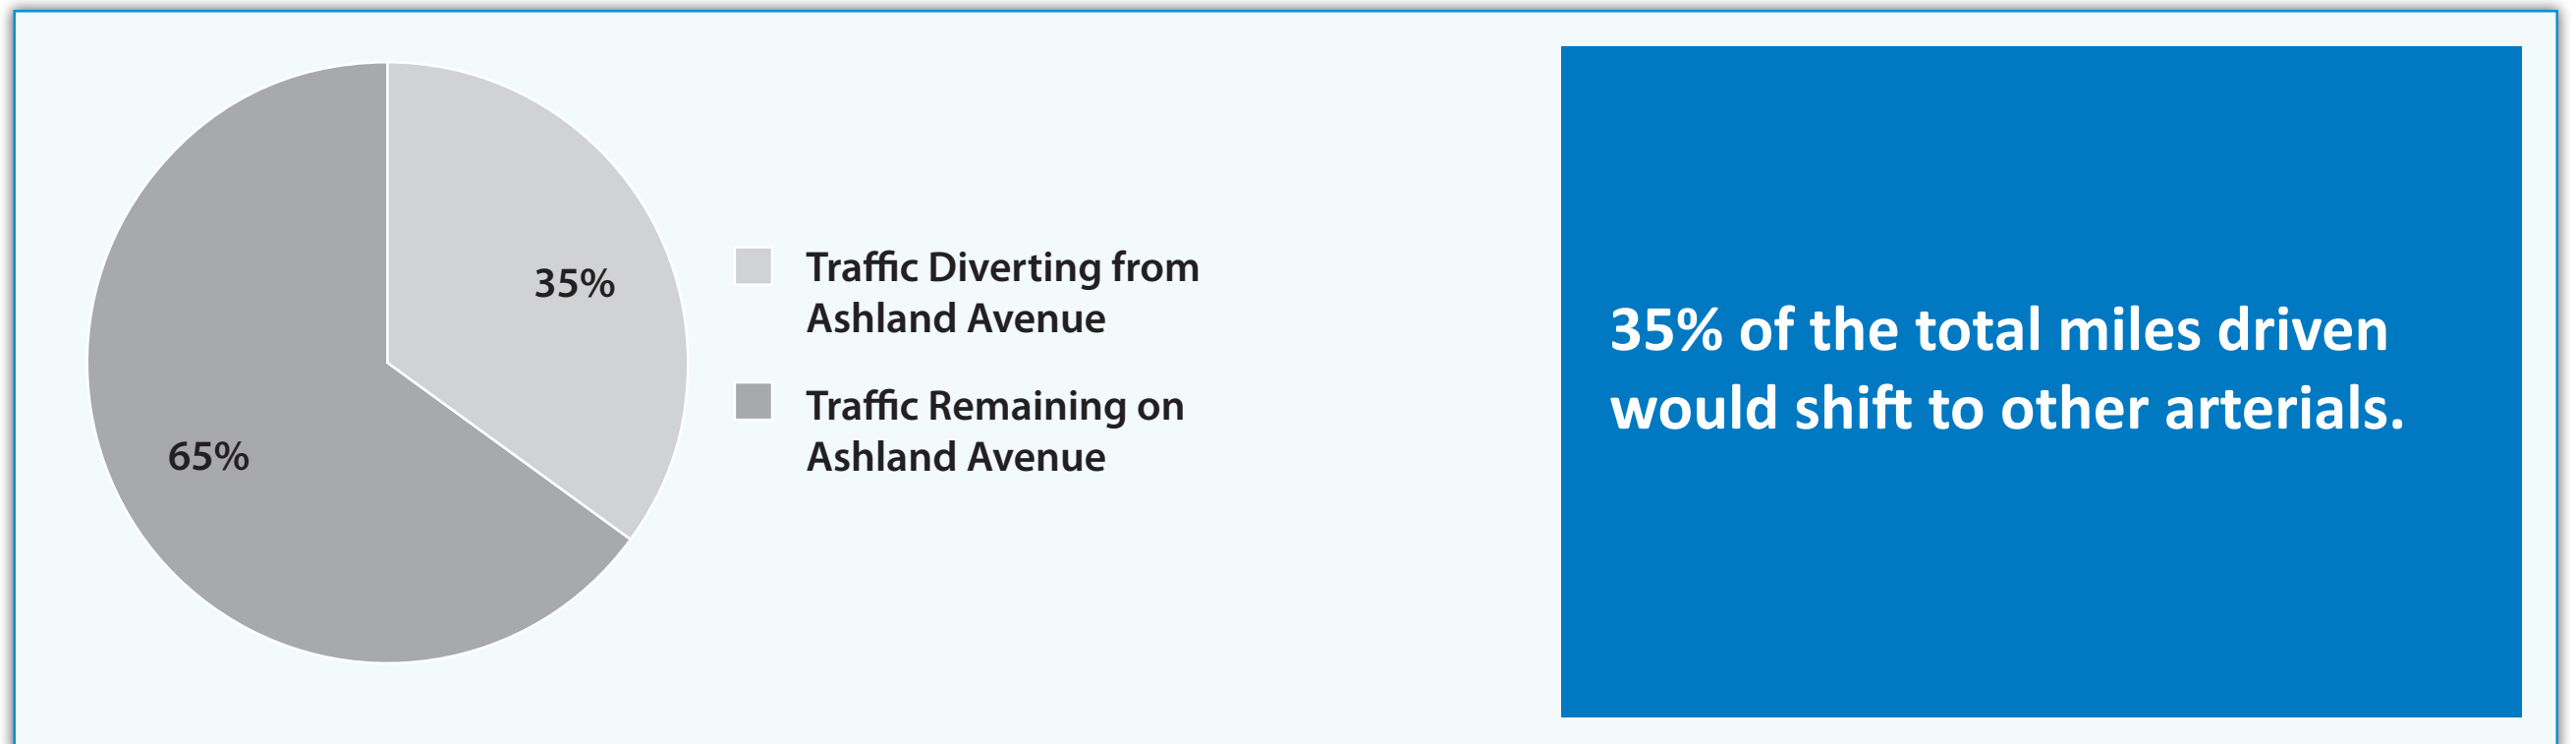 35%
65%
Traffic Diverting from
Ashland Avenue
Traffic Remaining on
Ashland Avenue
35% of the total miles driven
would shift to other arterials.